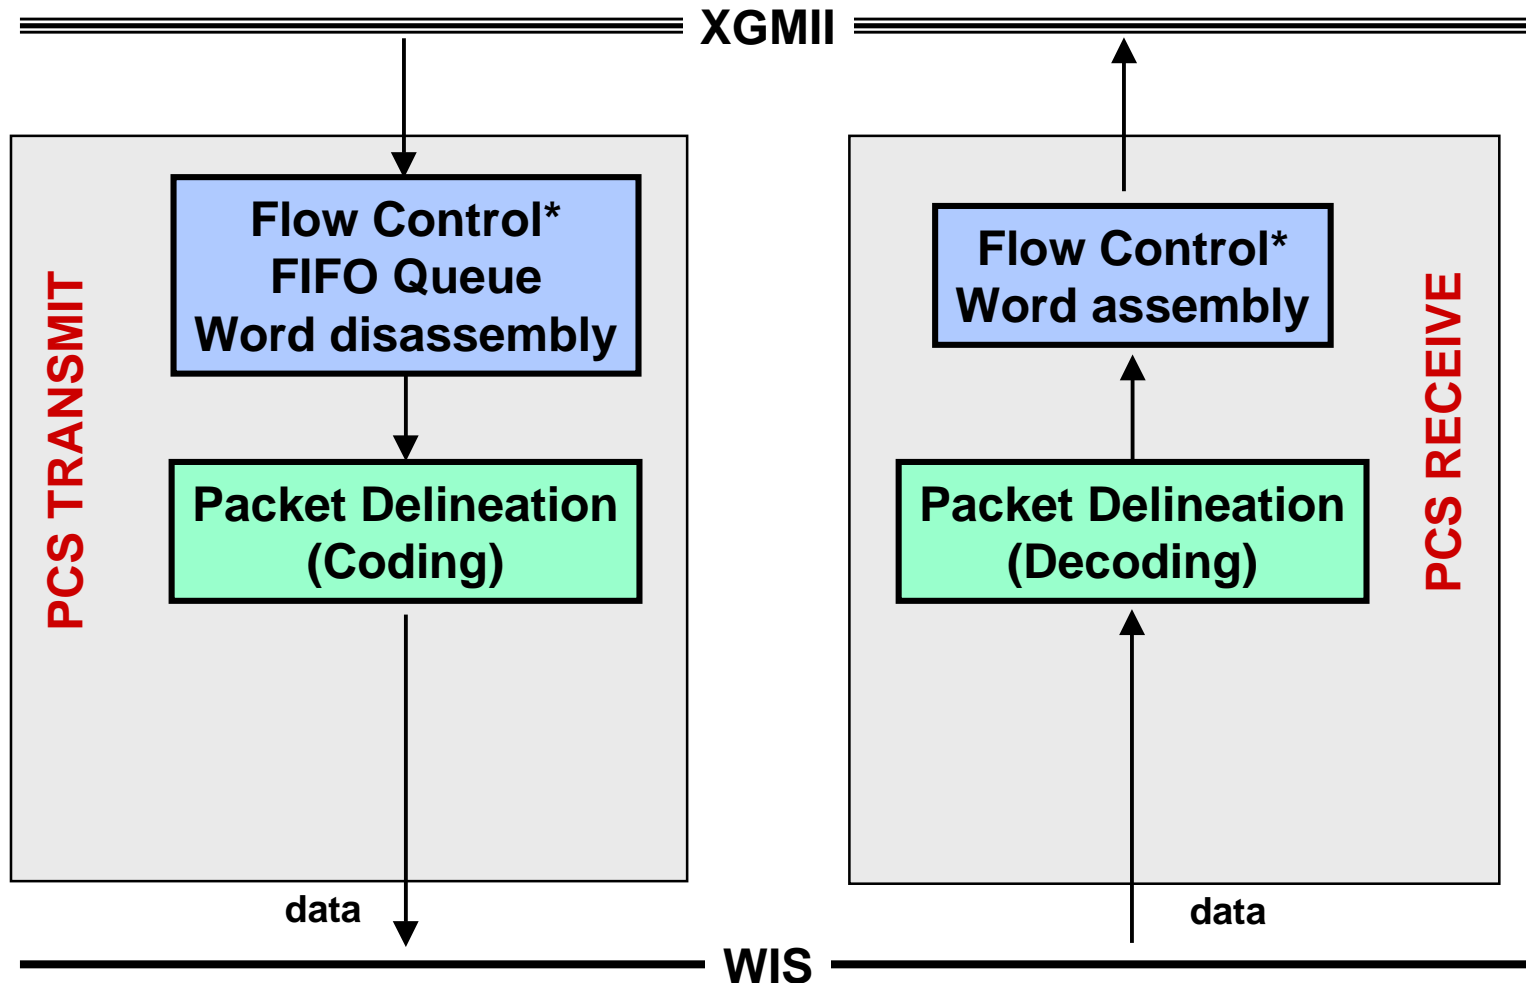 XGMII
PCS TRANSMIT
Flow Control*
FIFO Queue
Word disassembly
Packet Delineation
(Coding)
data
Flow Control*
Word assembly
Packet Delineation
(Decoding)
PCS RECEIVE
data
WIS